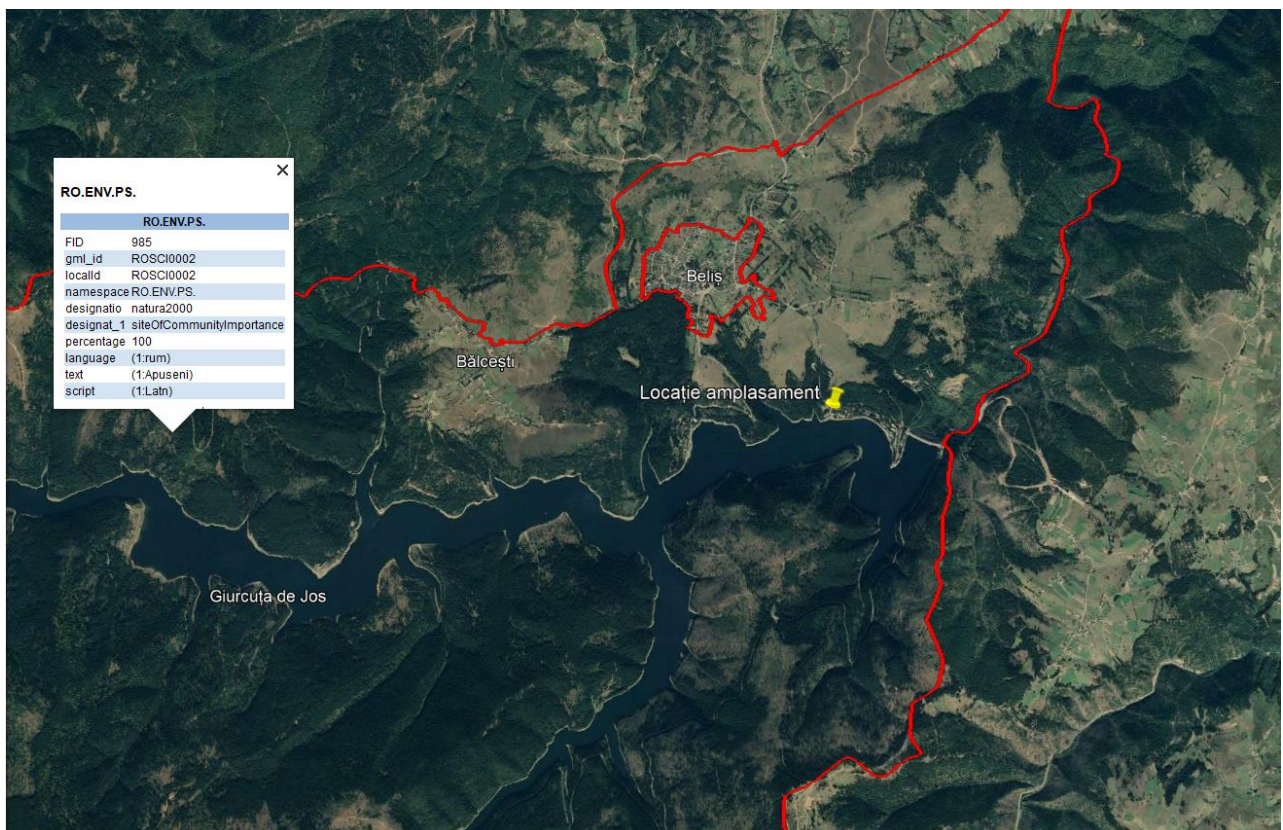 RO.ENV.PS.
RO.ENV.PS.
FID 985
gml_id ROSCI0002
localId ROSCI0002
namespace RO.ENV.PS.
designatio natura2000
designat_1 siteOfCommunityImportance
percentage 100
language (1:rum)
text (1:Apuseni)
script (1:Latn)
Beliș
Bălcești
Locație amplasament
Giurcuța de Jos